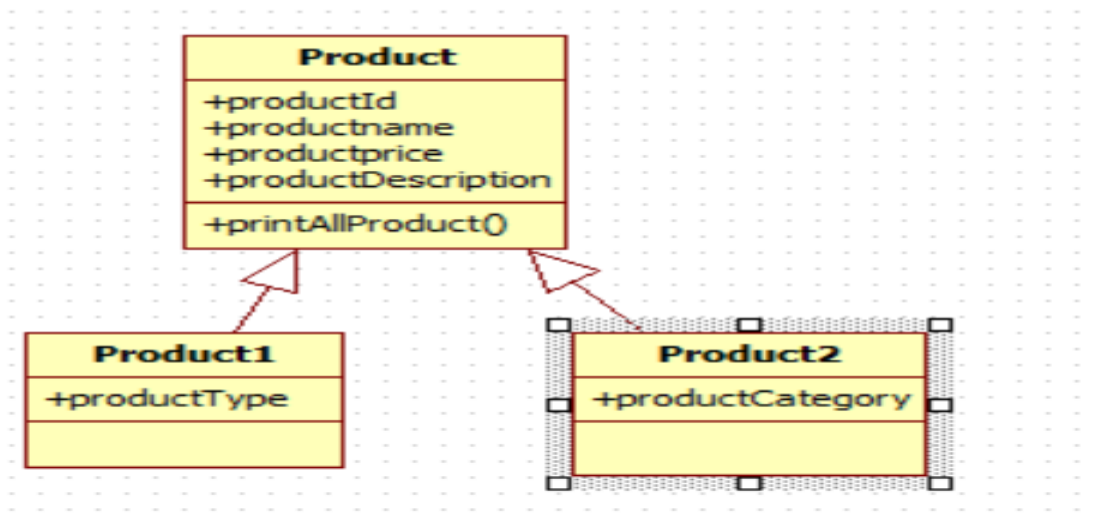 Product
+productId
+productname
+productprice
+productDescription
+printAllProduct()
Product1
+productType
Product2
+productCategory